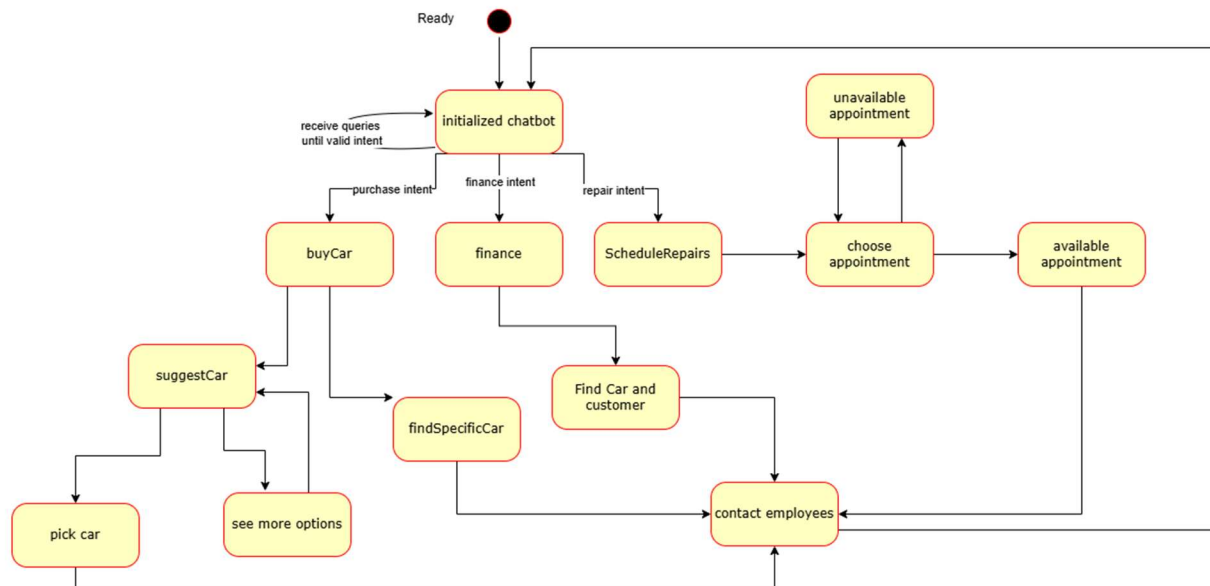 Ready
initialized chatbot
receive queries
until valid intent
purchase intent
finance intent
repair intent
unavailable
appointment
buyCar
finance
ScheduleRepairs
choose
appointment
available
appointment
suggestCar
Find Car and
customer
findSpecificCar
pick car
see more options
contact employees